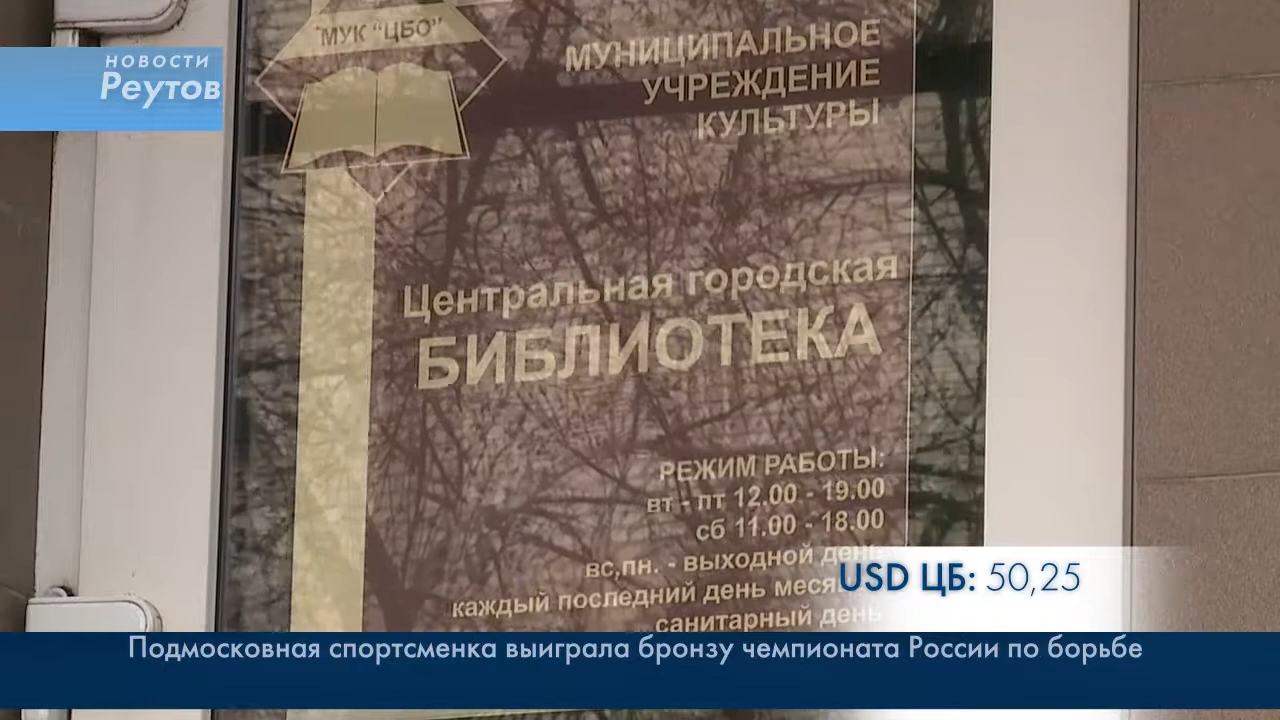 МУК "ЦБО"
НОВОСТИ
Реутов
МУНИЦИПАЛЬНОЕ
УЧРЕЖДЕНИЕ
КУЛЬТУРЫ
Центральная городская
БИБЛИОТЕКА
РЕЖИМ РАБОТЫ:
вт - пт 12.00 - 19.00
сб 11.00 - 18.00
вс,пн. - выходной день
каждый последний день
санитарный день
USD ЦБ: 50,25
Подмосковная спортсменка выиграла бронзу чемпионата России по борьбе